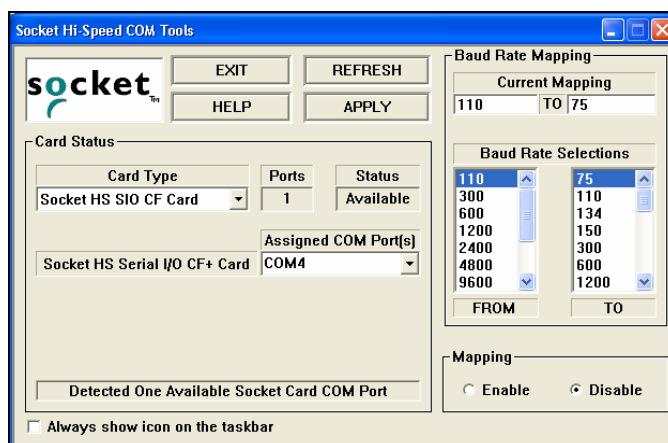 Socket Hi-Speed COM Tools
socket
EXIT
REFRESH
HELP
APPLY
Card Status
Card Type
Ports
Status
Socket HS SIO CF Card
1
Available
Assigned COM Port(s)
Socket HS Serial I/O CF+ Card
COM4
Detected One Available Socket Card COM Port
Always show icon on the taskbar
Baud Rate Mapping
Current Mapping
110 TO 75
Baud Rate Selections
110
300
600
1200
2400
4800
9600
FROM
75
110
134
150
300
600
1200
TO
Mapping
Enable
Disable